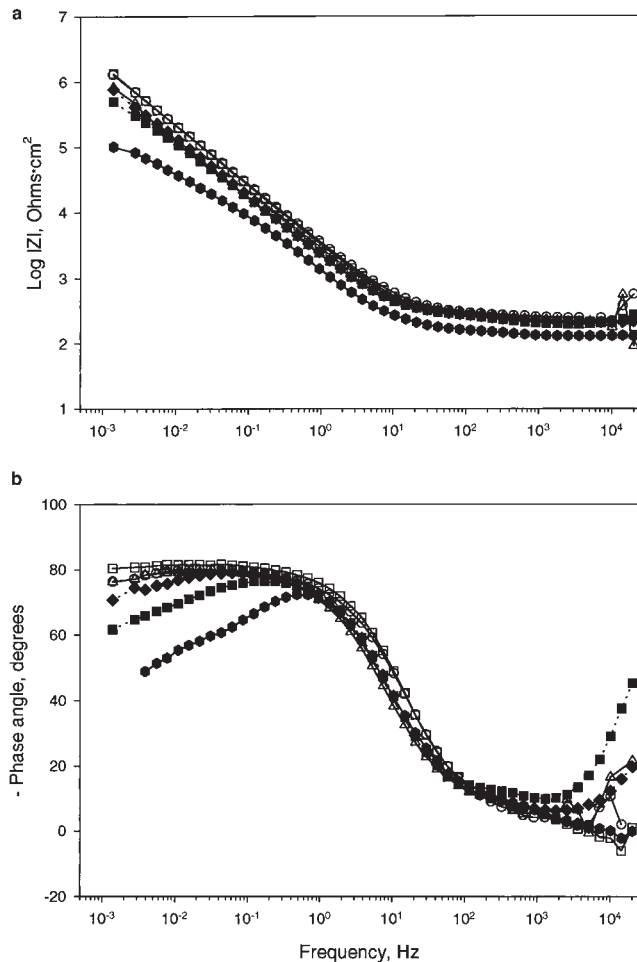 a
7
6
5
4
3
2
1
Log IZI, Ohms·cm²
10⁻³ 10⁻² 10⁻¹ 10⁰ 10¹ 10² 10³ 10⁴
b
100
80
60
40
20
0
-20
- Phase angle, degrees
10⁻³ 10⁻² 10⁻¹ 10⁰ 10¹ 10² 10³ 10⁴
Frequency, Hz